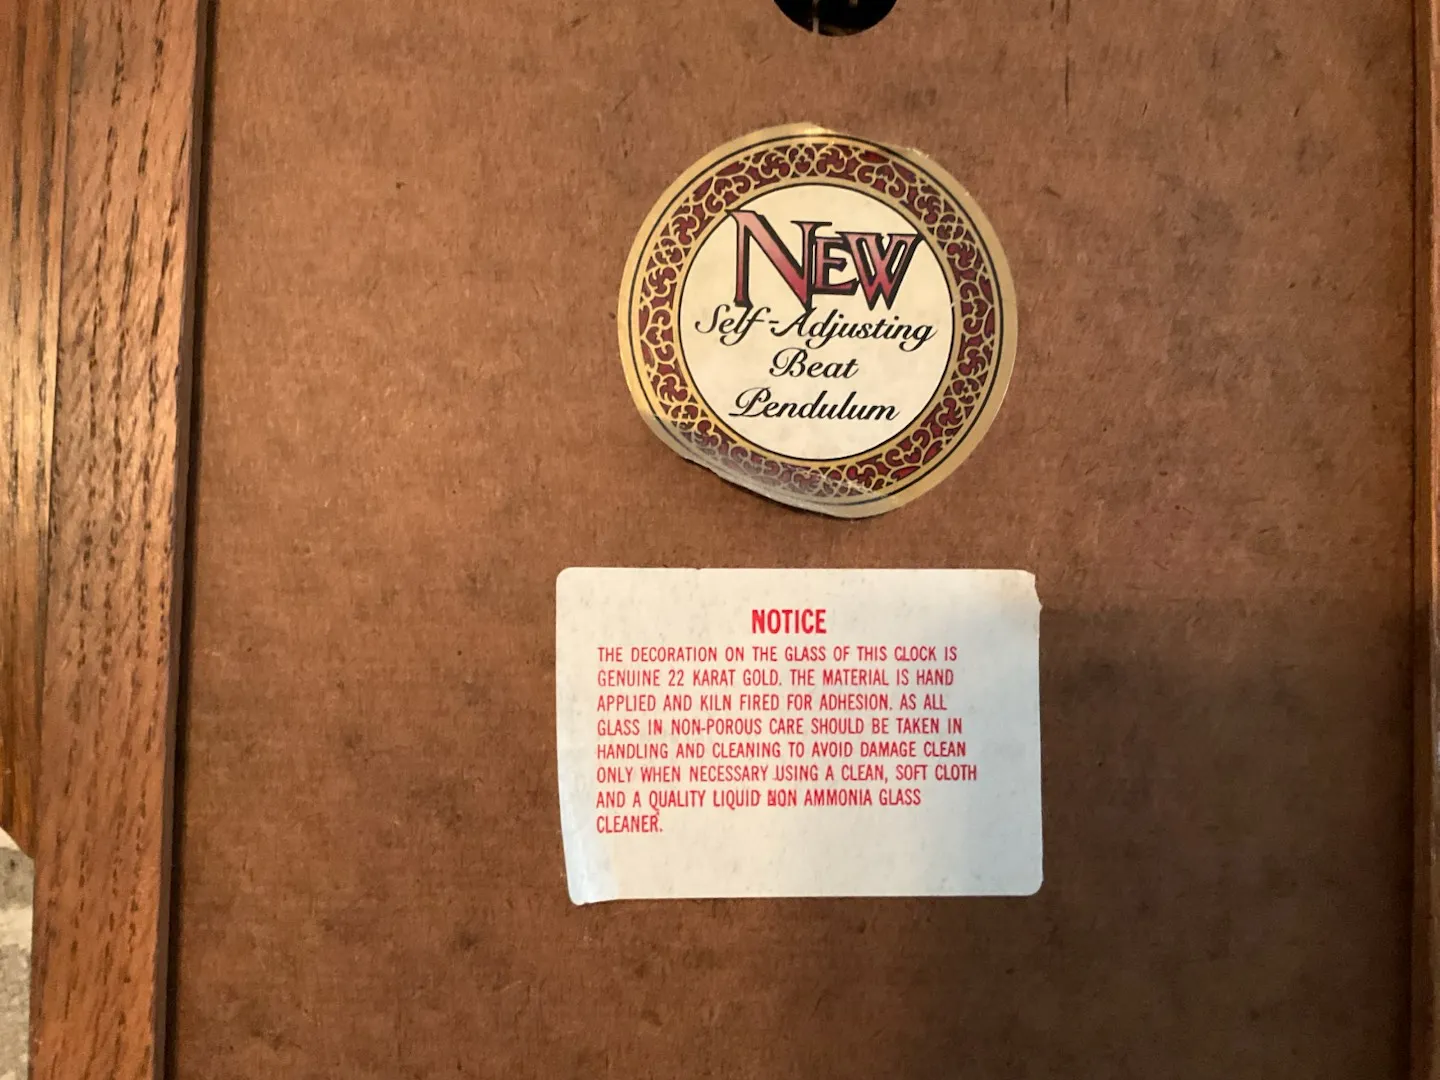 NEW
Self-Adjusting
Beat
Pendulum
NOTICE
THE DECORATION ON THE GLASS OF THIS CLOCK IS
GENUINE 22 KARAT GOLD. THE MATERIAL IS HAND
APPLIED AND KILN FIRED FOR ADHESION. AS ALL
GLASS IN NON-POROUS CARE SHOULD BE TAKEN IN
HANDLING AND CLEANING TO AVOID DAMAGE CLEAN
ONLY WHEN NECESSARY USING A CLEAN, SOFT CLOTH
AND A QUALITY LIQUID NON AMMONIA GLASS
CLEANER.